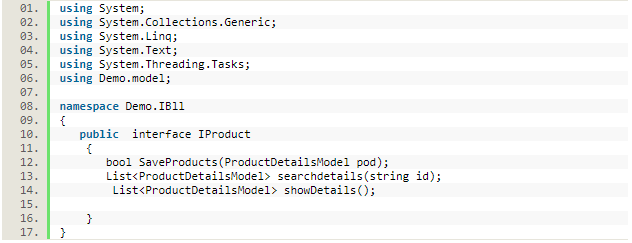 01. using System;
02. using System.Collections.Generic;
03. using System.Linq;
04. using System.Text;
05. using System.Threading.Tasks;
06. using Demo.model;
07.
08. namespace Demo.IBll
09. {
10.    public  interface IProduct
11.     {
12.        bool SaveProducts(ProductDetailsModel pod);
13.        List<ProductDetailsModel> searchdetails(string id);
14.         List<ProductDetailsModel> showDetails();
15.
16.     }
17. }